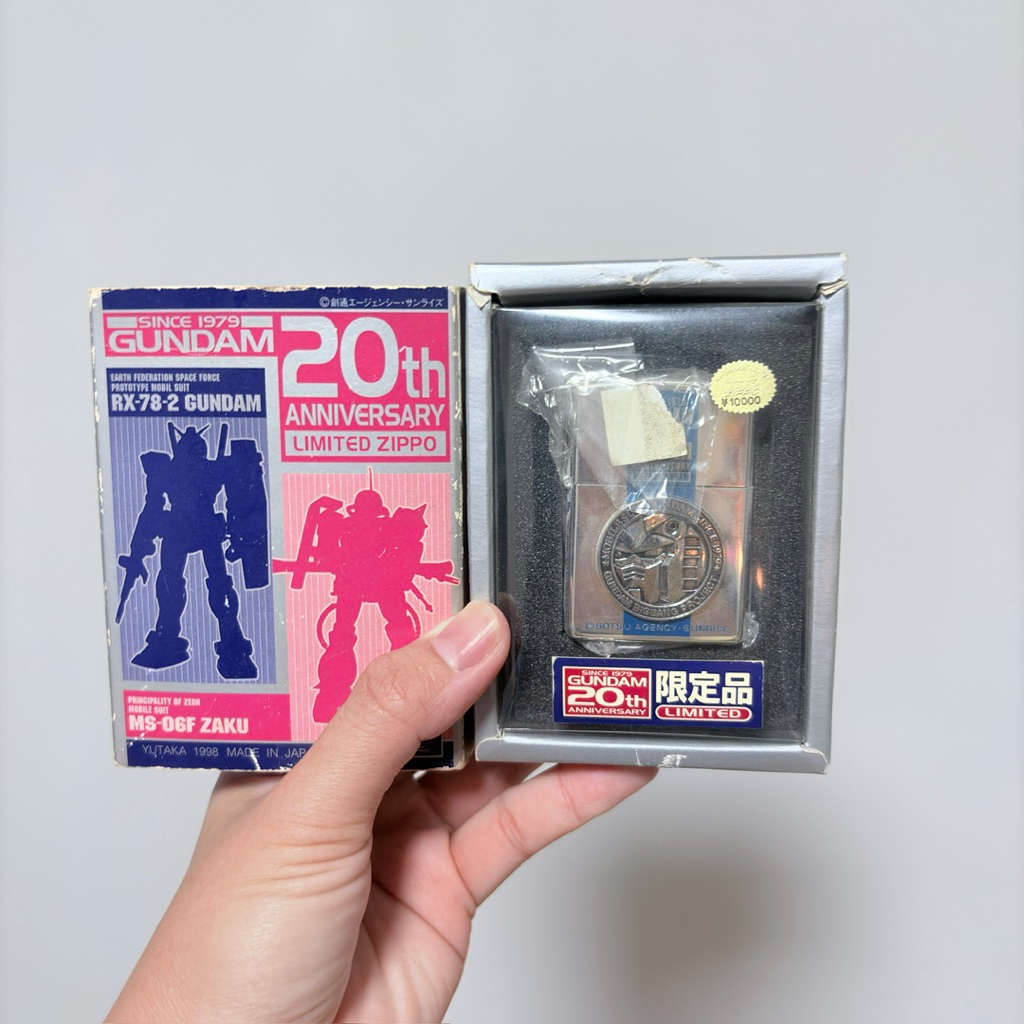 ©創通エージェンシー・サンライズ
SINCE 1979
GUNDAM
20th
ANNIVERSARY
LIMITED ZIPPO
EARTH FEDERATION SPACE FORCE
PROTOTYPE MOBIL SUIT
RX-78-2 GUNDAM
PRINCIPALITY OF ZEON
MOBILE SUIT
MS-06F ZAKU
YUTAKA 1998 MADE IN JAP
¥10000
GUNDAM BIGBANG PROJECT
©SOTSU AGENCY・SUNRISE
SINCE 1979
GUNDAM
20th
ANNIVERSARY
限定品
LIMITED